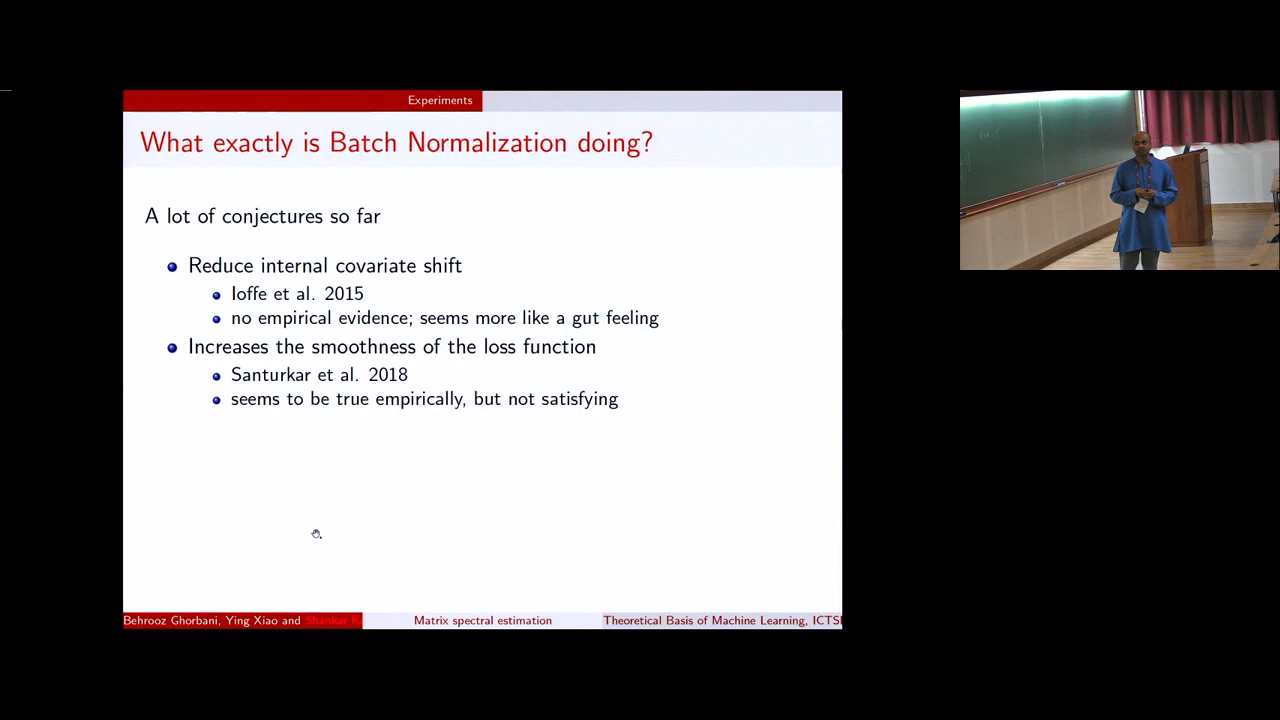 Experiments
What exactly is Batch Normalization doing?
A lot of conjectures so far
Reduce internal covariate shift
Ioffe et al. 2015
no empirical evidence; seems more like a gut feeling
Increases the smoothness of the loss function
Santurkar et al. 2018
seems to be true empirically, but not satisfying
Behrooz Ghorbani, Ying Xiao and Shankar K
Matrix spectral estimation
Theoretical Basis of Machine Learning, ICTS